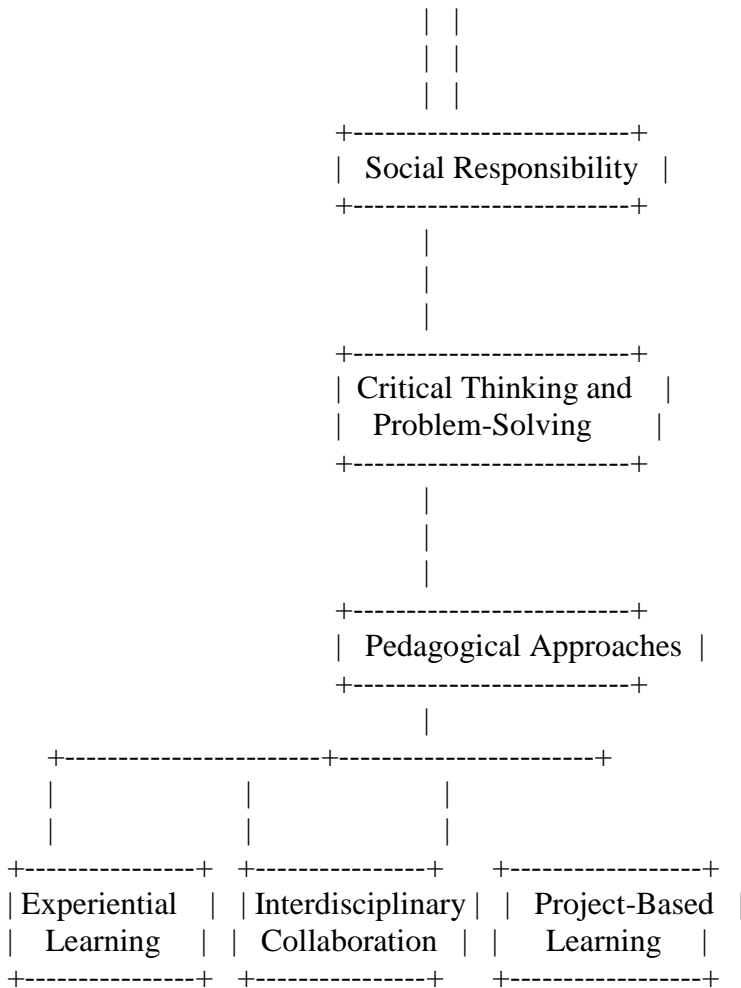 Social Responsibility
Critical Thinking and
Problem-Solving
Pedagogical Approaches
Experiential
Learning
Interdisciplinary
Collaboration
Project-Based
Learning